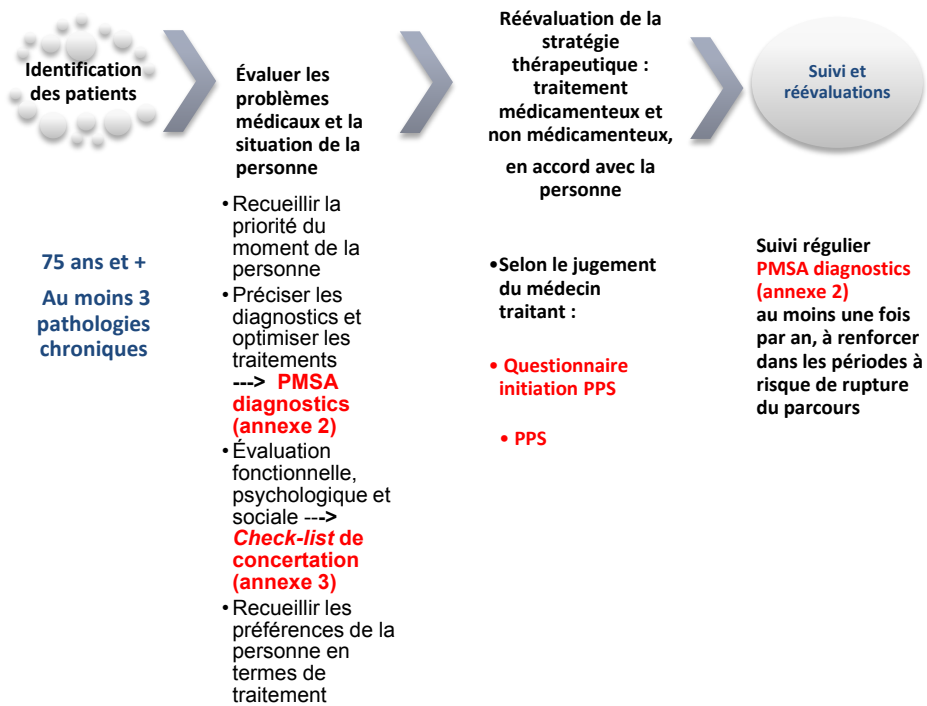 Identification
des patients
75 ans et +
Au moins 3
pathologies
chroniques
Évaluer les
problèmes
médicaux et la
situation de la
personne
•Recueillir la
priorité du
moment de la
personne
•Préciser les
diagnostics et
optimiser les
traitements
---> PMSA
diagnostics
(annexe 2)
•Évaluation
fonctionnelle,
psychologique et
sociale ---->
Check-list de
concertation
(annexe 3)
•Recueillir les
préférences de la
personne en
termes de
traitement
Réévaluation de la
stratégie
thérapeutique :
traitement
médicamenteux et
non médicamenteux,
en accord avec la
personne
•Selon le jugement
du médecin
traitant :
• Questionnaire
initiation PPS
• PPS
Suivi et
réévaluations
Suivi régulier
PMSA diagnostics
(annexe 2)
au moins une fois
par an, à renforcer
dans les périodes à
risque de rupture
du parcours